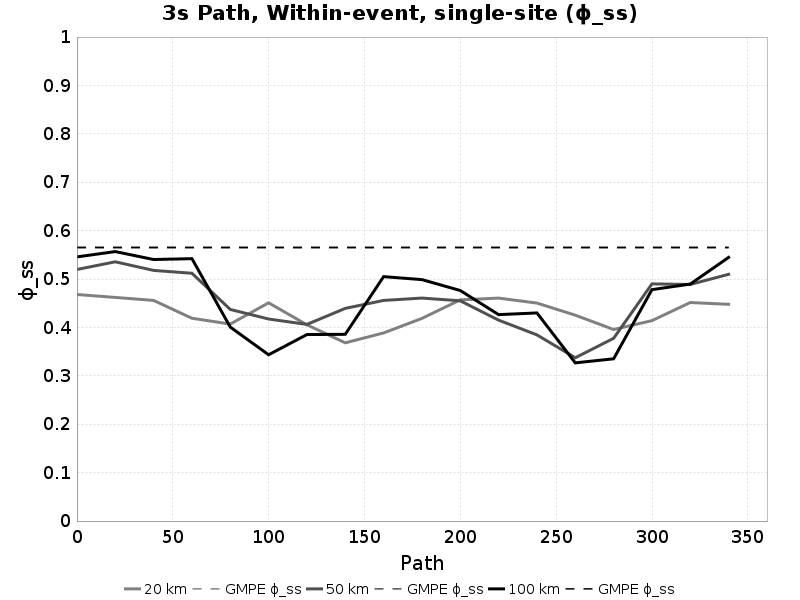 3s Path, Within-event, single-site (ϕ_ss)
1
0.9
0.8
0.7
0.6
0.5
0.4
0.3
0.2
0.1
0
ϕ_ss
0 50 100 150 200 250 300 350
Path
20 km GMPE ϕ_ss 50 km GMPE ϕ_ss 100 km GMPE ϕ_ss